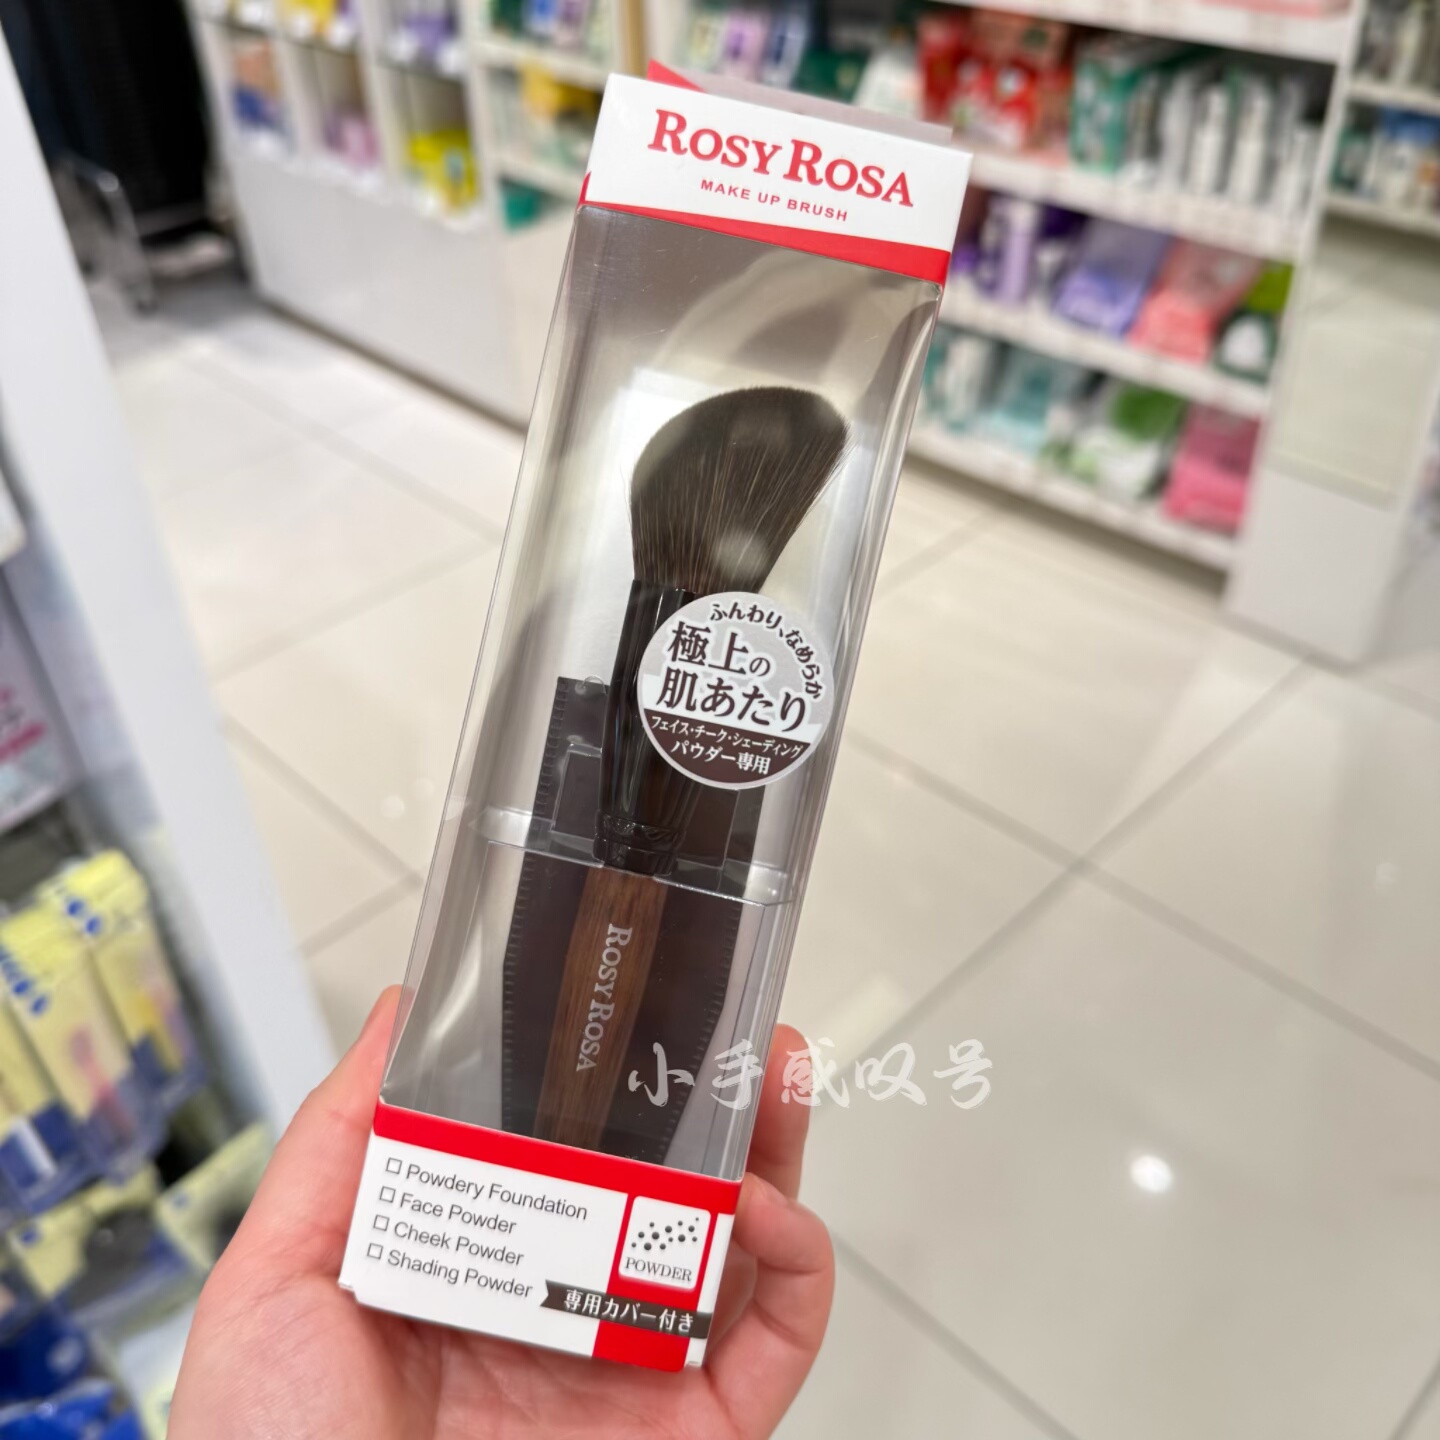 ROSY ROSA
MAKE UP BRUSH
ふんわり、なめらか
極上の
肌あたり
フェイス・チーク・シェーディング
パウダー専用
ROSY ROSA
小手感叹号
☐ Powdery Foundation
☐ Face Powder
☐ Cheek Powder
☐ Shading Powder
POWDER
専用カバー付き